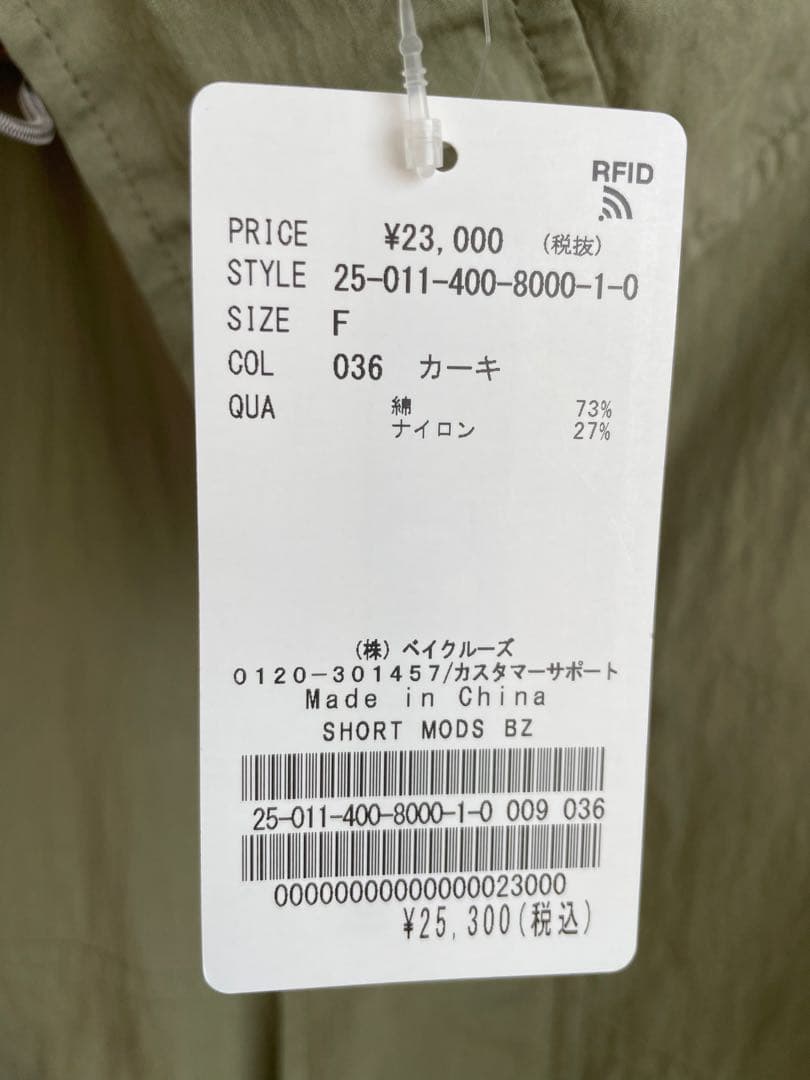 RFID
PRICE ¥23,000 (税抜)
STYLE 25-011-400-8000-1-0
SIZE F
COL 036 カーキ
QUA 綿 73%
ナイロン 27%
(株) ベイクルーズ
0120-301457/カスタマーサポート
Made in China
SHORT MODS BZ
25-011-400-8000-1-0 009 036
00000000000000023000
¥25,300(税込)